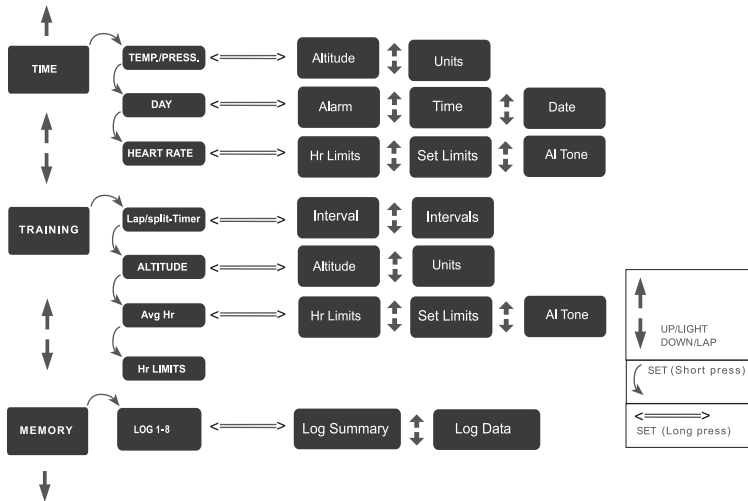 TIME
TEMP./PRESS.
Altitude
Units
DAY
Alarm
Time
Date
HEART RATE
Hr Limits
Set Limits
Al Tone
TRAINING
Lap/split-Timer
Interval
Intervals
ALTITUDE
Altitude
Units
Avg Hr
Hr Limits
Set Limits
Al Tone
Hr LIMITS
MEMORY
LOG 1-8
Log Summary
Log Data
UP/LIGHT
DOWN/LAP
SET (Short press)
SET (Long press)